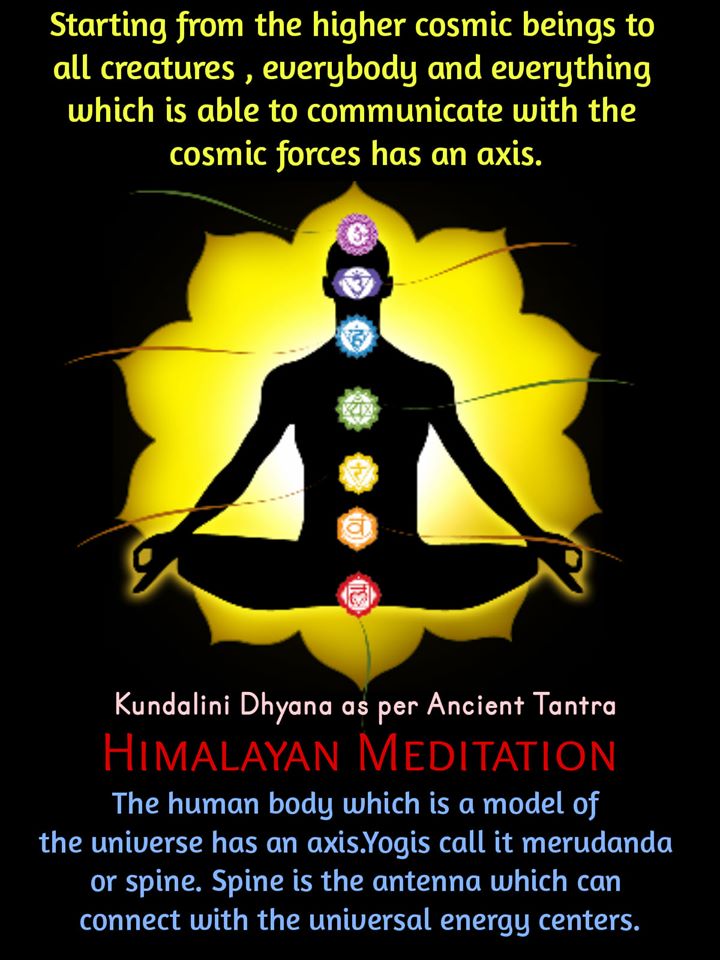 Starting from the higher cosmic beings to
all creatures , everybody and everything
which is able to communicate with the
cosmic forces has an axis.
ॐ
ॐ
हं
यं
रं
वं
लं
Kundalini Dhyana as per Ancient Tantra
HIMALAYAN MEDITATION
The human body which is a model of
the universe has an axis.Yogis call it merudanda
or spine. Spine is the antenna which can
connect with the universal energy centers.